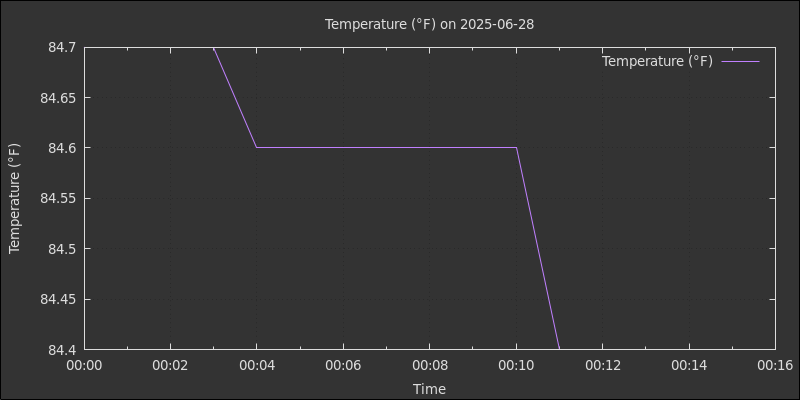 Temperature (°F) on 2025-06-28
Temperature (°F)
84.7
84.65
84.6
84.55
84.5
84.45
84.4
Temperature (°F)
00:00 00:02 00:04 00:06 00:08 00:10 00:12 00:14 00:16
Time